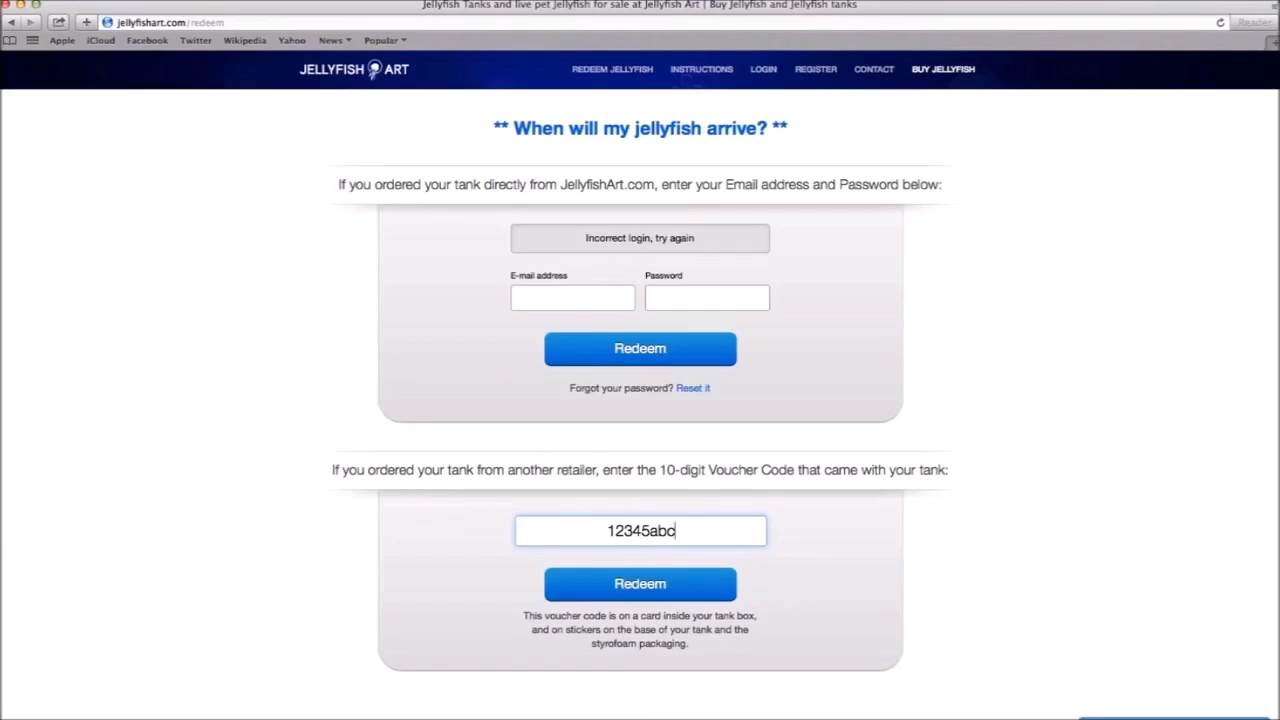 Jellyfish Tanks and live pet Jellyfish for sale at Jellyfish Art | Buy Jellyfish and Jellyfish tanks
jellyfishart.com/redeem
Reader
Apple iCloud Facebook Twitter Wikipedia Yahoo News Popular
JELLYFISH ART
REDEEM JELLYFISH INSTRUCTIONS LOGIN REGISTER CONTACT BUY JELLYFISH
** When will my jellyfish arrive? **
If you ordered your tank directly from JellyfishArt.com, enter your Email address and Password below:
Incorrect login, try again
E-mail address Password
Redeem
Forgot your password? Reset it
If you ordered your tank from another retailer, enter the 10-digit Voucher Code that came with your tank:
12345abc
Redeem
This voucher code is on a card inside your tank box,
and on stickers on the base of your tank and the
styrofoam packaging.